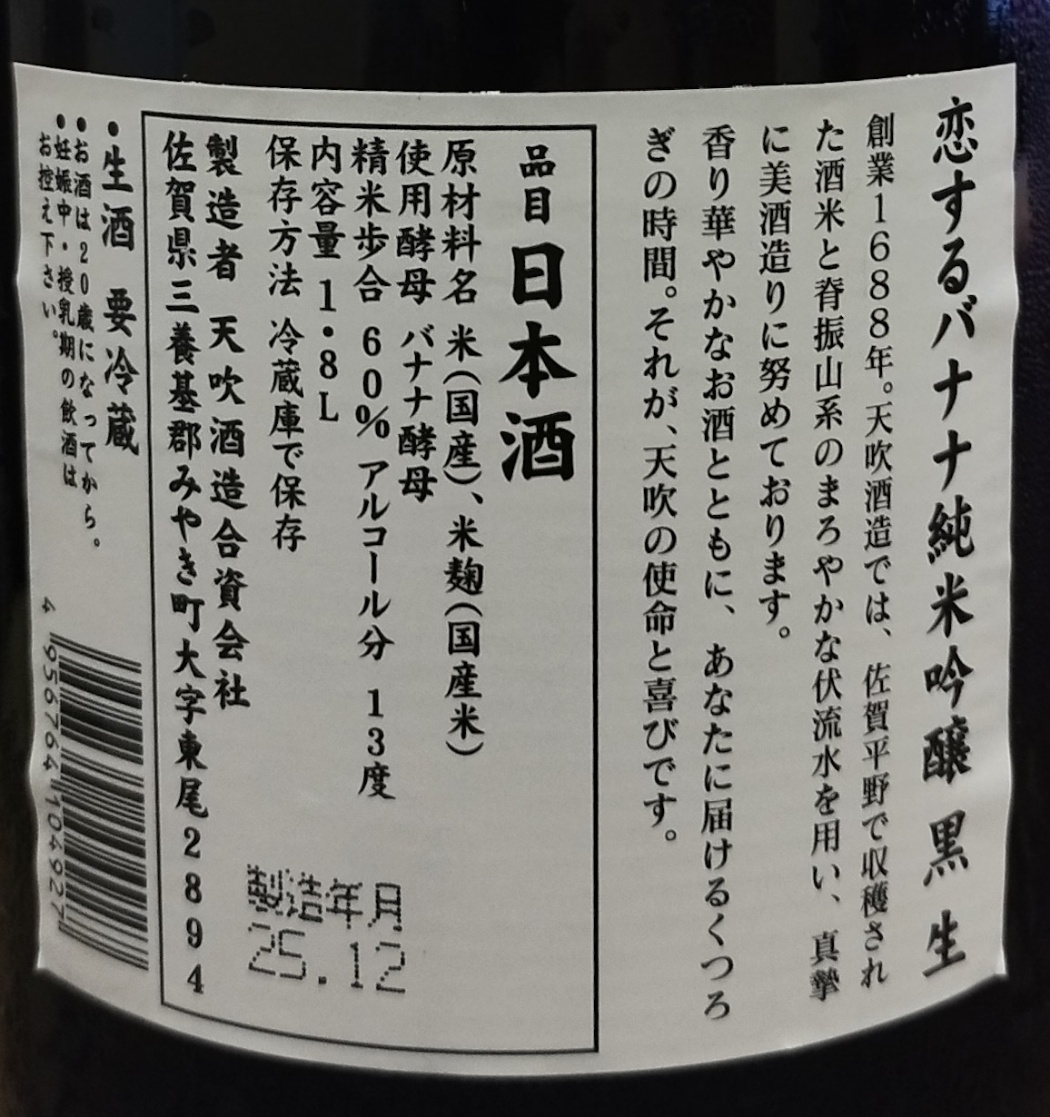 恋するバナナ純米吟醸 黒生
創業1688年。天吹酒造では、佐賀平野で収穫され
た酒米と脊振山系のまろやかな伏流水を用い、真摯
に美酒造りに努めております。
香り華やかなお酒とともに、あなたに届けるくつろ
ぎの時間。それが、天吹の使命と喜びです。
品目 日本酒
原材料名 米(国産)、米麹(国産米)
使用酵母 バナナ酵母
精米歩合 60% アルコール分 13度
内容量 1・8L
保存方法 冷蔵庫で保存
製造年月
25.12
製造者 天吹酒造合資会社
佐賀県三養基郡みやき町大字東尾2894
•生酒 要冷蔵
•お酒は20歳になってから。
•妊娠中・授乳期の飲酒は
お控え下さい。
4 956764 104927